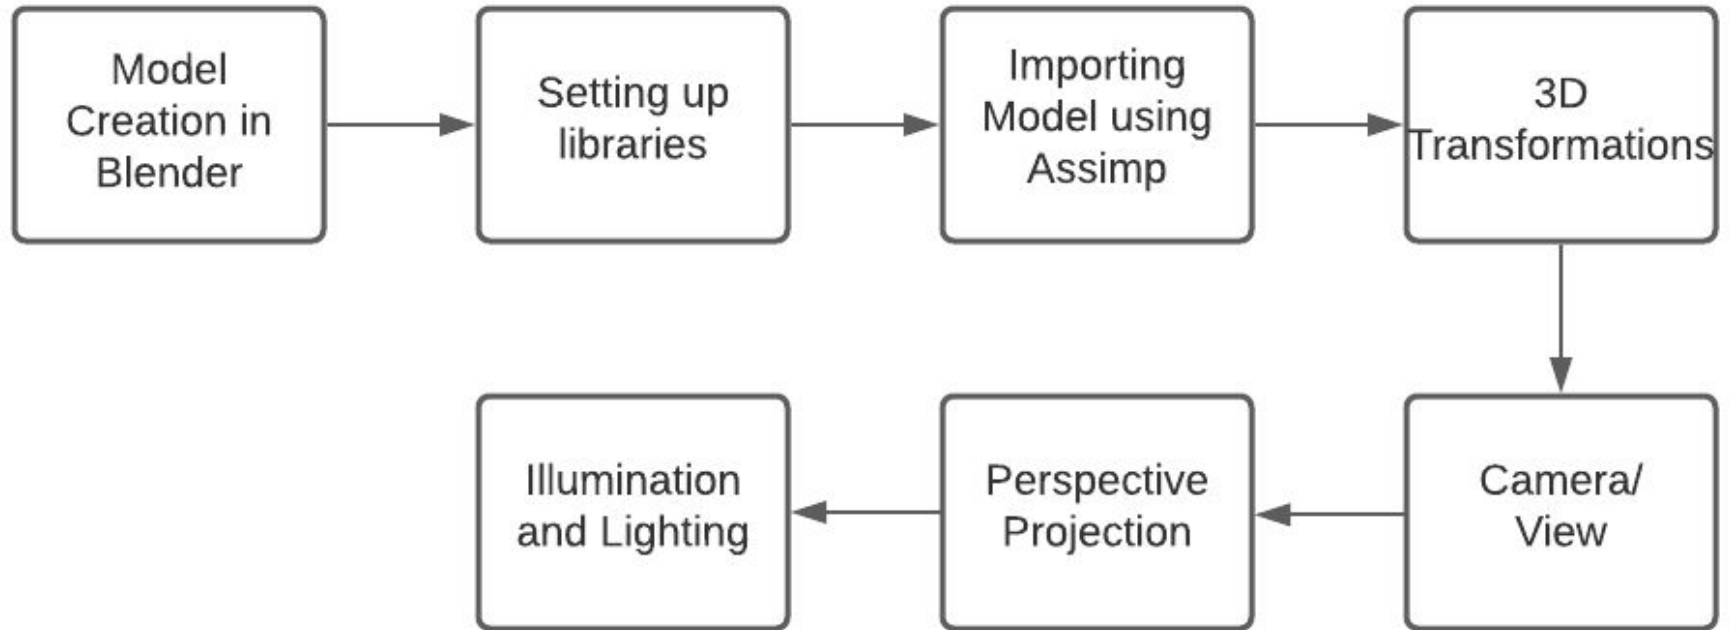 Model
Creation in
Blender
Setting up
libraries
Importing
Model using
Assimp
3D
Transformations
Camera/
View
Perspective
Projection
Illumination
and Lighting